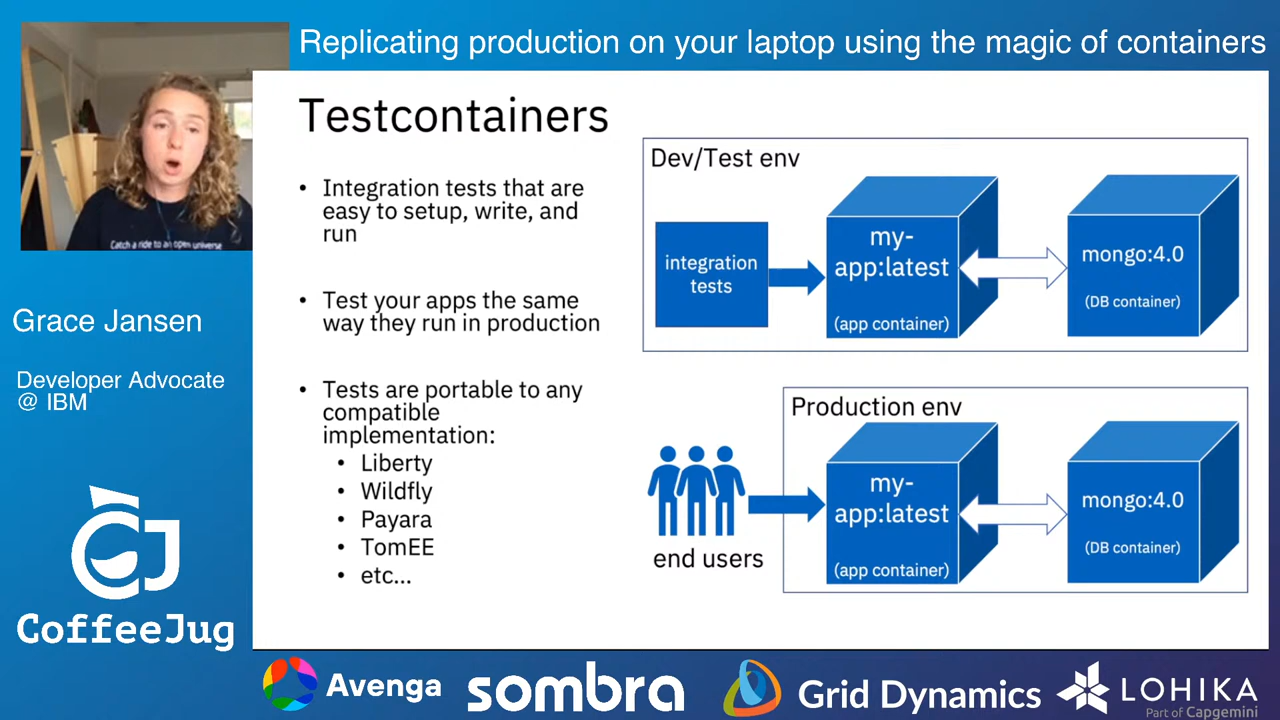 Replicating production on your laptop using the magic of containers
Catch a ride to an open universe
Grace Jansen
Developer Advocate
@ IBM
CJ
CoffeeJug
Testcontainers
• Integration tests that are
easy to setup, write, and
run
• Test your apps the same
way they run in production
• Tests are portable to any
compatible
implementation:
• Liberty
• Wildfly
• Payara
• TomEE
• etc...
Dev/Test env
integration
tests
my-
app:latest
(app container)
mongo:4.0
(DB container)
Production env
end users
my-
app:latest
(app container)
mongo:4.0
(DB container)
Avenga
sombra
Grid Dynamics
LOHIKA
Part of Capgemini